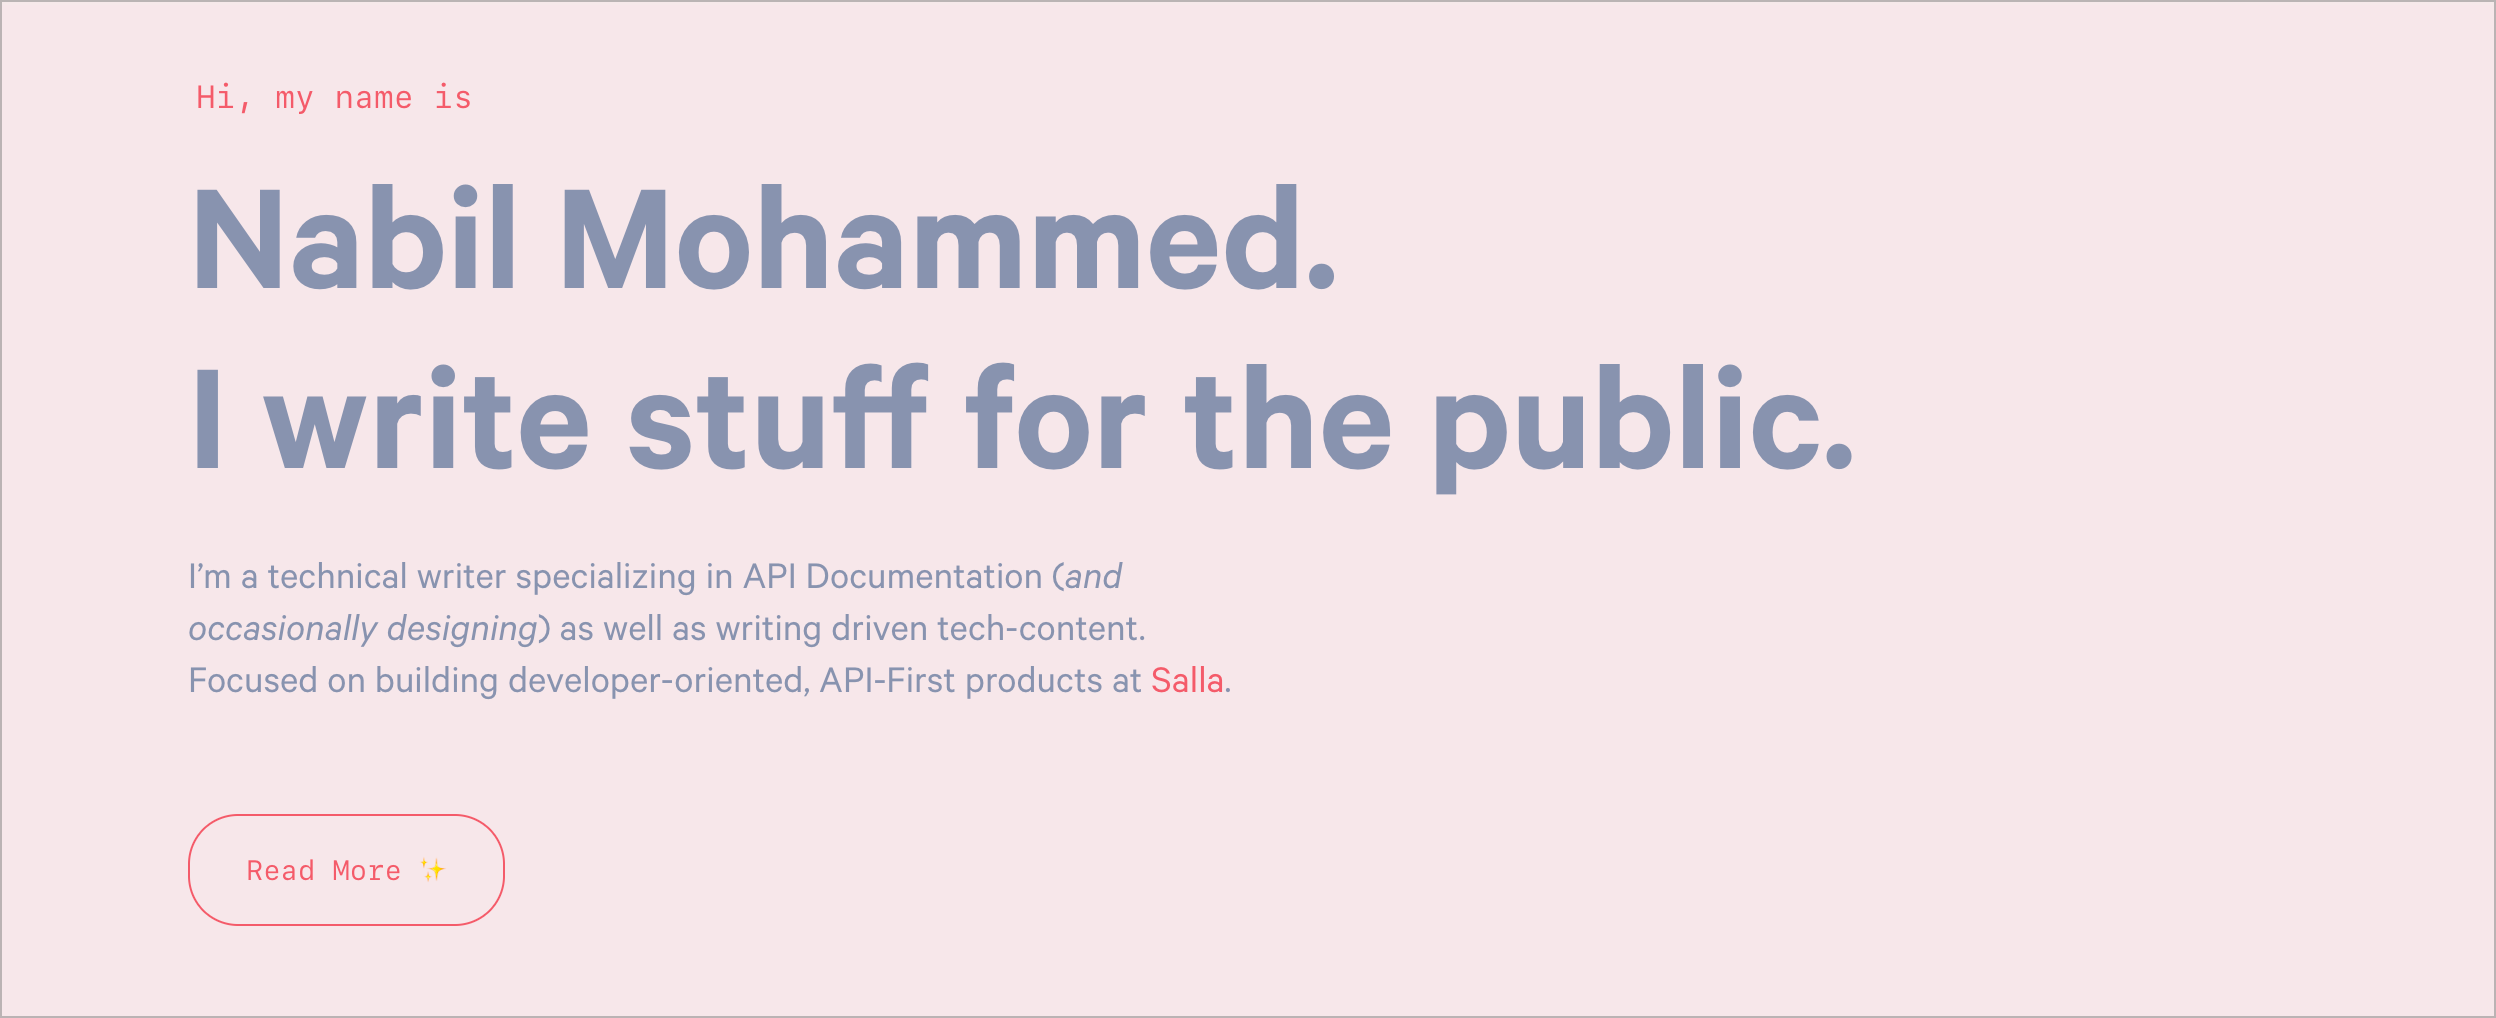 Hi, my name is
Nabil Mohammed.
I write stuff for the public.
I’m a technical writer specializing in API Documentation (and
occasionally designing) as well as writing driven tech-content.
Focused on building developer-oriented, API-First products at Salla.
Read More ✨